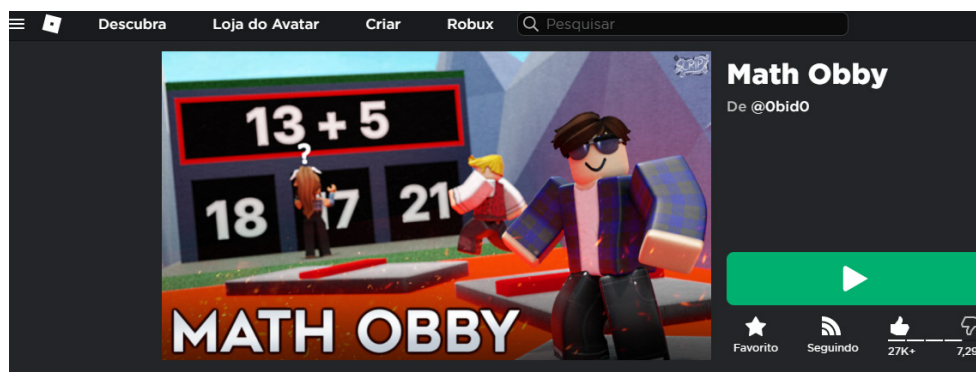 Descubra Loja do Avatar Criar Robux Pesquisar
Math Obby
De @0bid0
13 + 5
?
18 21
MATH OBBY
Favorito Seguindo 27K+